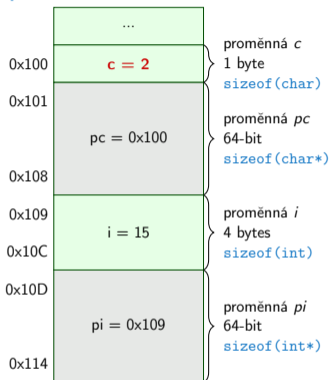 ...
0x100
c = 2
proměnná c
1 byte
sizeof(char)
0x101
pc = 0x100
0x108
proměnná pc
64-bit
sizeof(char*)
0x109
i = 15
0x10C
proměnná i
4 bytes
sizeof(int)
0x10D
pi = 0x109
0x114
proměnná pi
64-bit
sizeof(int*)